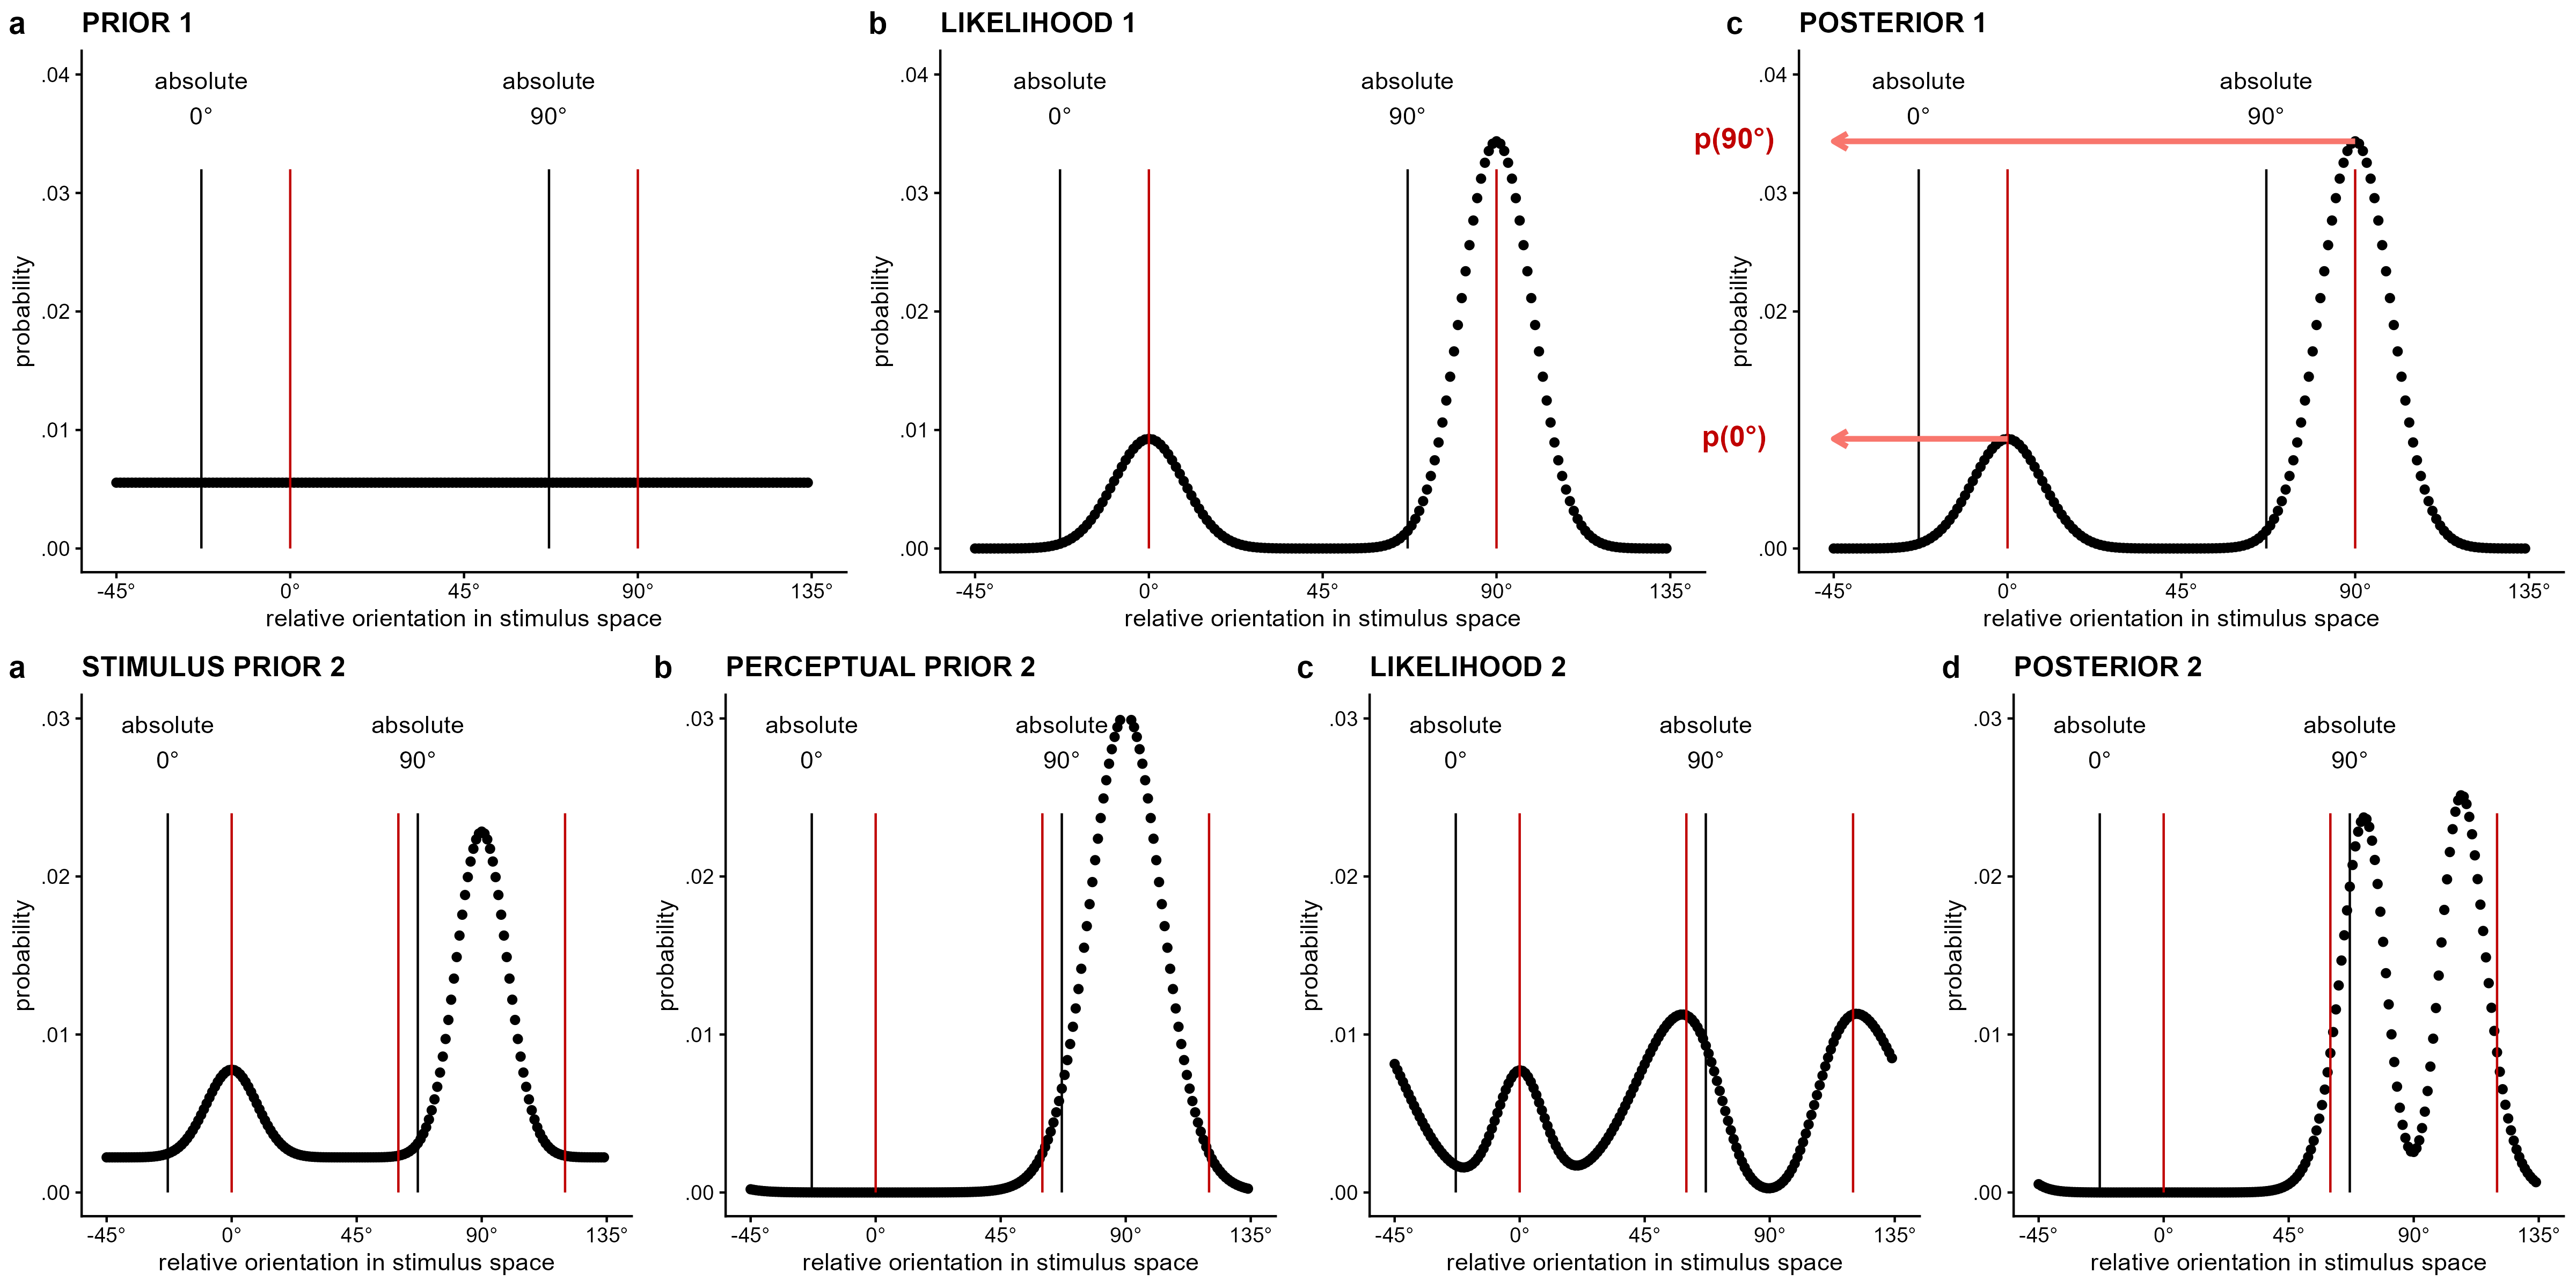 a PRIOR 1
absolute absolute
0° 90°
.04
.03
.02
.01
.00
probability
-45° 0° 45° 90° 135°
relative orientation in stimulus space
b LIKELIHOOD 1
absolute absolute
0° 90°
.04
.03
.02
.01
.00
probability
-45° 0° 45° 90° 135°
relative orientation in stimulus space
c POSTERIOR 1
absolute absolute
0° 90°
p(90°)
p(0°)
.04
.03
.02
.01
.00
probability
-45° 0° 45° 90° 135°
relative orientation in stimulus space
a STIMULUS PRIOR 2
absolute absolute
0° 90°
.03
.02
.01
.00
probability
-45° 0° 45° 90° 135°
relative orientation in stimulus space
b PERCEPTUAL PRIOR 2
absolute absolute
0° 90°
.03
.02
.01
.00
probability
-45° 0° 45° 90° 135°
relative orientation in stimulus space
c LIKELIHOOD 2
absolute absolute
0° 90°
.03
.02
.01
.00
probability
-45° 0° 45° 90° 135°
relative orientation in stimulus space
d POSTERIOR 2
absolute absolute
0° 90°
.03
.02
.01
.00
probability
-45° 0° 45° 90° 135°
relative orientation in stimulus space